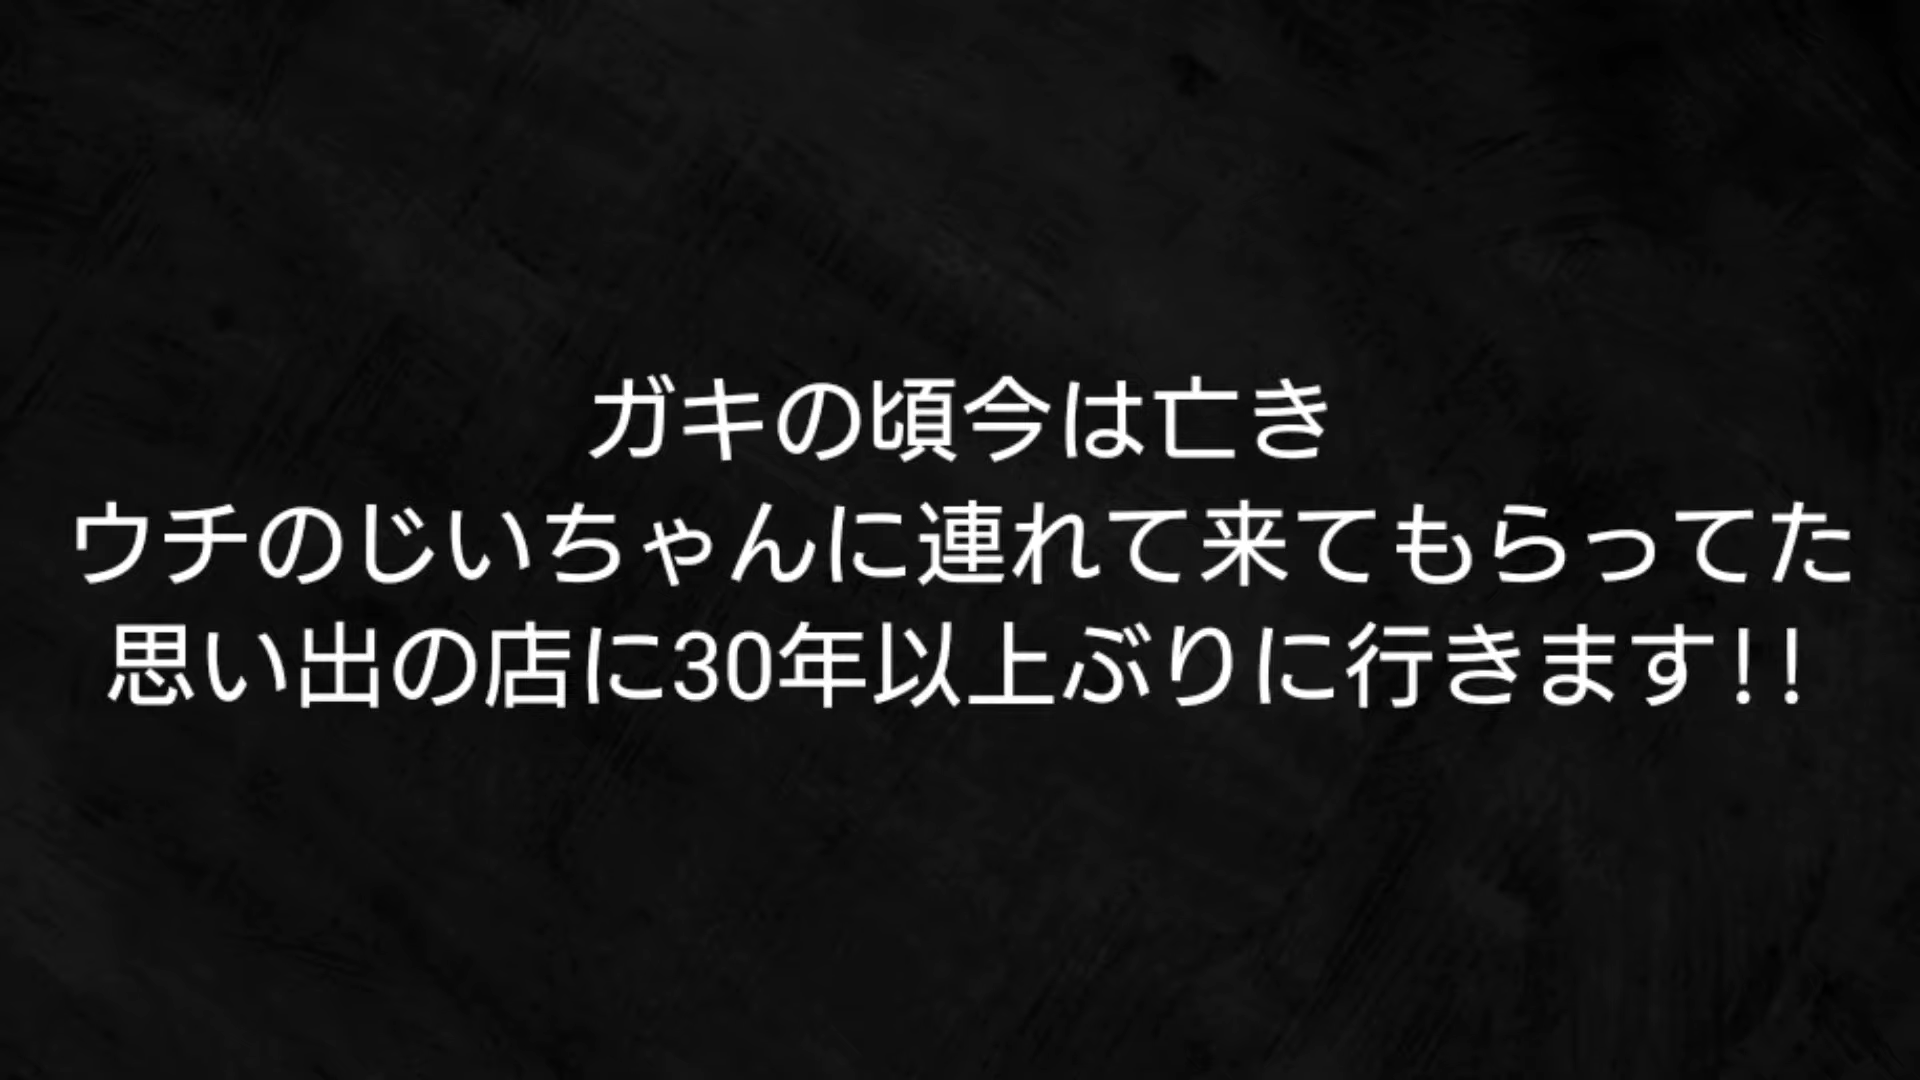 ガキの頃今は亡き
ウチのじいちゃんに連れて来てもらってた
思い出の店に30年以上ぶりに行きます!!